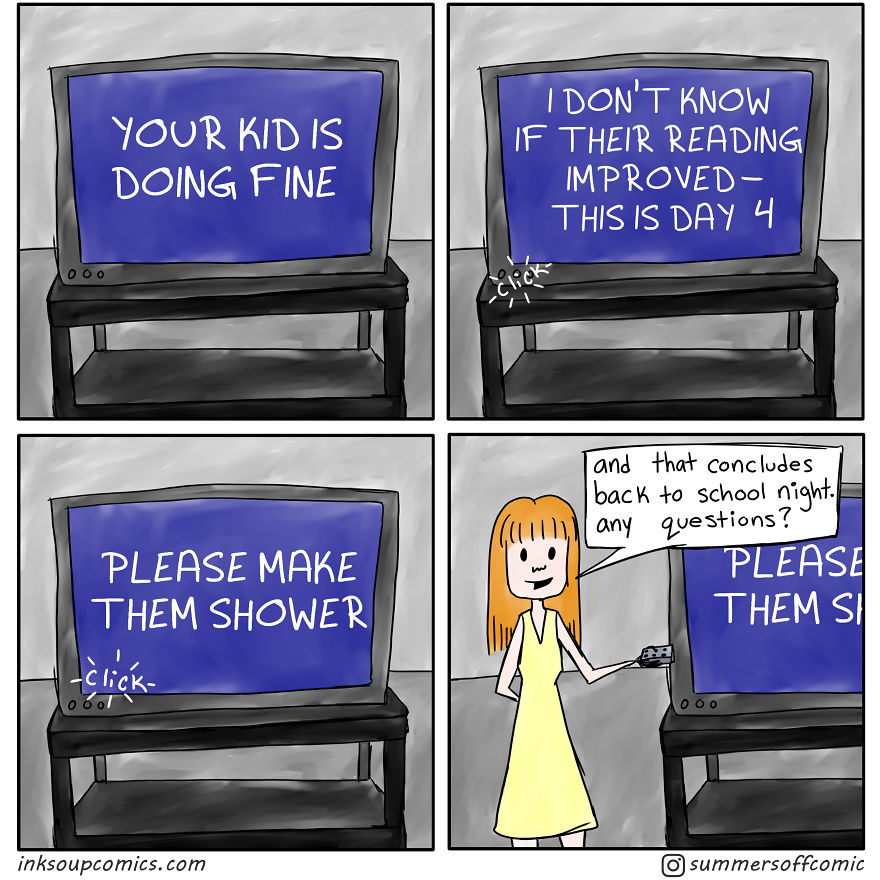 YOUR KID IS
DOING FINE
I DON'T KNOW
IF THEIR READING
IMPROVED-
THIS IS DAY 4
click
PLEASE MAKE
THEM SHOWER
click
and that concludes
back to school night.
any questions?
PLEASE
THEM SH
inksoupcomics.com
summersoffcomic